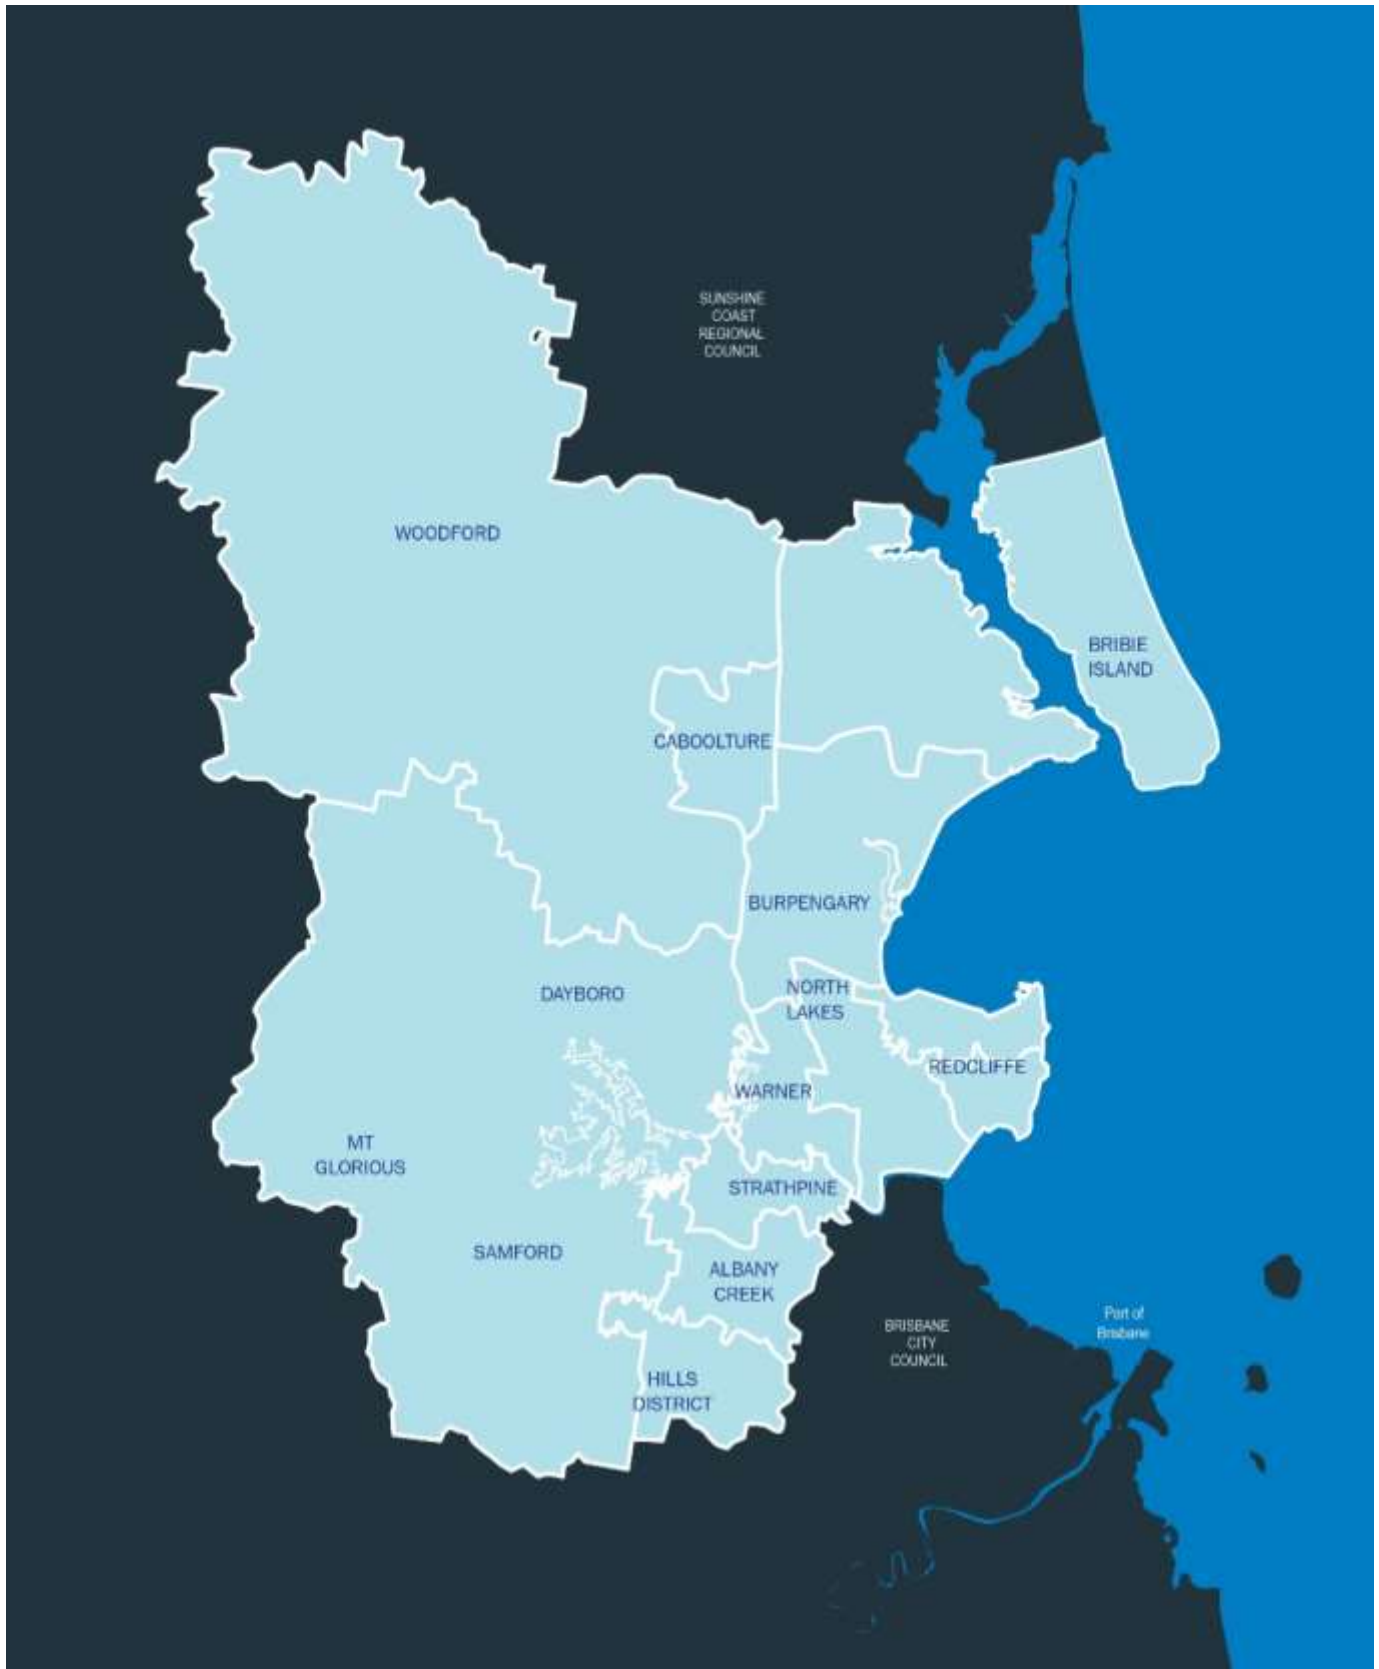 SUNSHINE
COAST
REGIONAL
COUNCIL
WOODFORD
BRIBIE
ISLAND
CABOOLTURE
BURPENGARY
DAYBORO
NORTH
LAKES
REDCLIFFE
WARNER
MT
GLORIOUS
STRATHPINE
SAMFORD
ALBANY
CREEK
Port of
Brisbane
BRISBANE
CITY
COUNCIL
HILLS
DISTRICT